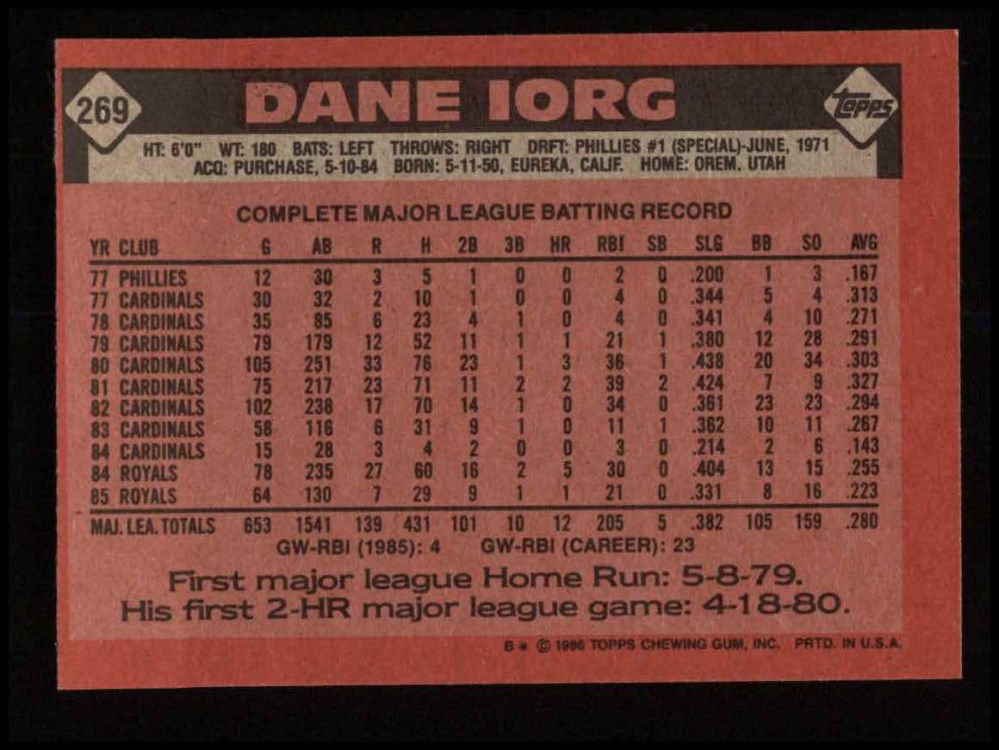 269 DANE IORG Topps
HT: 6'0" WT: 180 BATS: LEFT THROWS: RIGHT DRFT: PHILLIES #1 (SPECIAL)-JUNE, 1971
ACQ: PURCHASE, 5-10-84 BORN: 5-11-50, EUREKA, CALIF. HOME: OREM, UTAH
COMPLETE MAJOR LEAGUE BATTING RECORD
YR CLUB G AB R H 2B 3B HR RBI SB SLG BB SO AVG
77 PHILLIES 12 30 3 5 1 0 0 2 0 .200 1 3 .167
77 CARDINALS 30 32 2 10 1 0 0 4 0 .344 5 4 .313
78 CARDINALS 35 85 6 23 4 1 0 4 0 .341 4 10 .271
79 CARDINALS 79 179 12 52 11 1 1 21 1 .380 12 28 .291
80 CARDINALS 105 251 33 76 23 1 3 36 1 .438 20 34 .303
81 CARDINALS 75 217 23 71 11 2 2 39 2 .424 7 9 .327
82 CARDINALS 102 238 17 70 14 1 0 34 0 .361 23 23 .294
83 CARDINALS 58 116 6 31 9 1 0 11 1 .362 10 11 .267
84 CARDINALS 15 28 3 4 2 0 0 3 0 .214 2 6 .143
84 ROYALS 78 235 27 60 16 2 5 30 0 .404 13 15 .255
85 ROYALS 64 130 7 29 9 1 1 21 0 .331 8 16 .223
MAJ. LEA. TOTALS 653 1541 139 431 101 10 12 205 5 .382 105 159 .280
GW-RBI (1985): 4 GW-RBI (CAREER): 23
First major league Home Run: 5-8-79.
His first 2-HR major league game: 4-18-80.
B* © 1986 TOPPS CHEWING GUM, INC. PRTD. IN U.S.A.